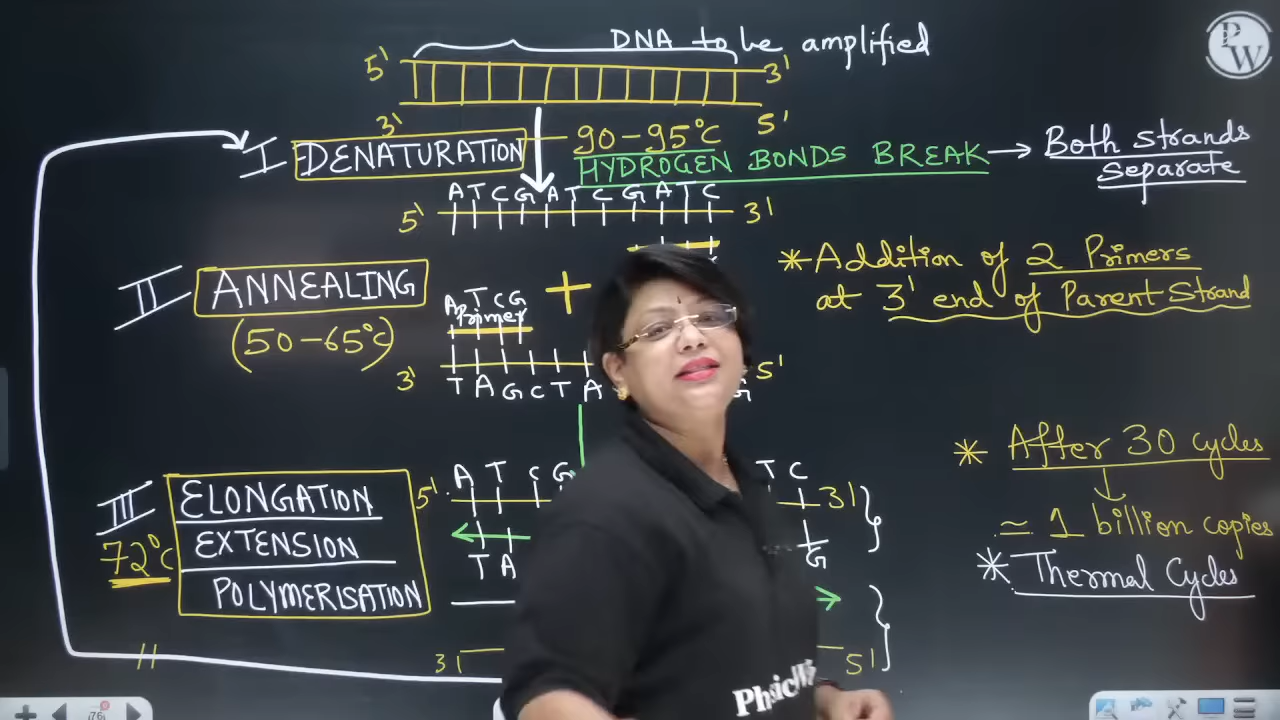 DNA to be amplified
5' 3'
3' 5'
I DENATURATION 90-95°C
HYDROGEN BONDS BREAK → Both strands separate
A T C G A T C G A T C
5' 3'
II ANNEALING
(50-65°C)
A T C G
Primer
+
* Addition of 2 Primers
at 3' end of Parent Strand
3' 5'
T A G C T A G
* After 30 cycles
≈ 1 billion copies
* Thermal Cycles
III ELONGATION
EXTENSION
POLYMERISATION
72°C
A T C G T C
5' 3'
T A G
3' 5'
PW
Physic
76